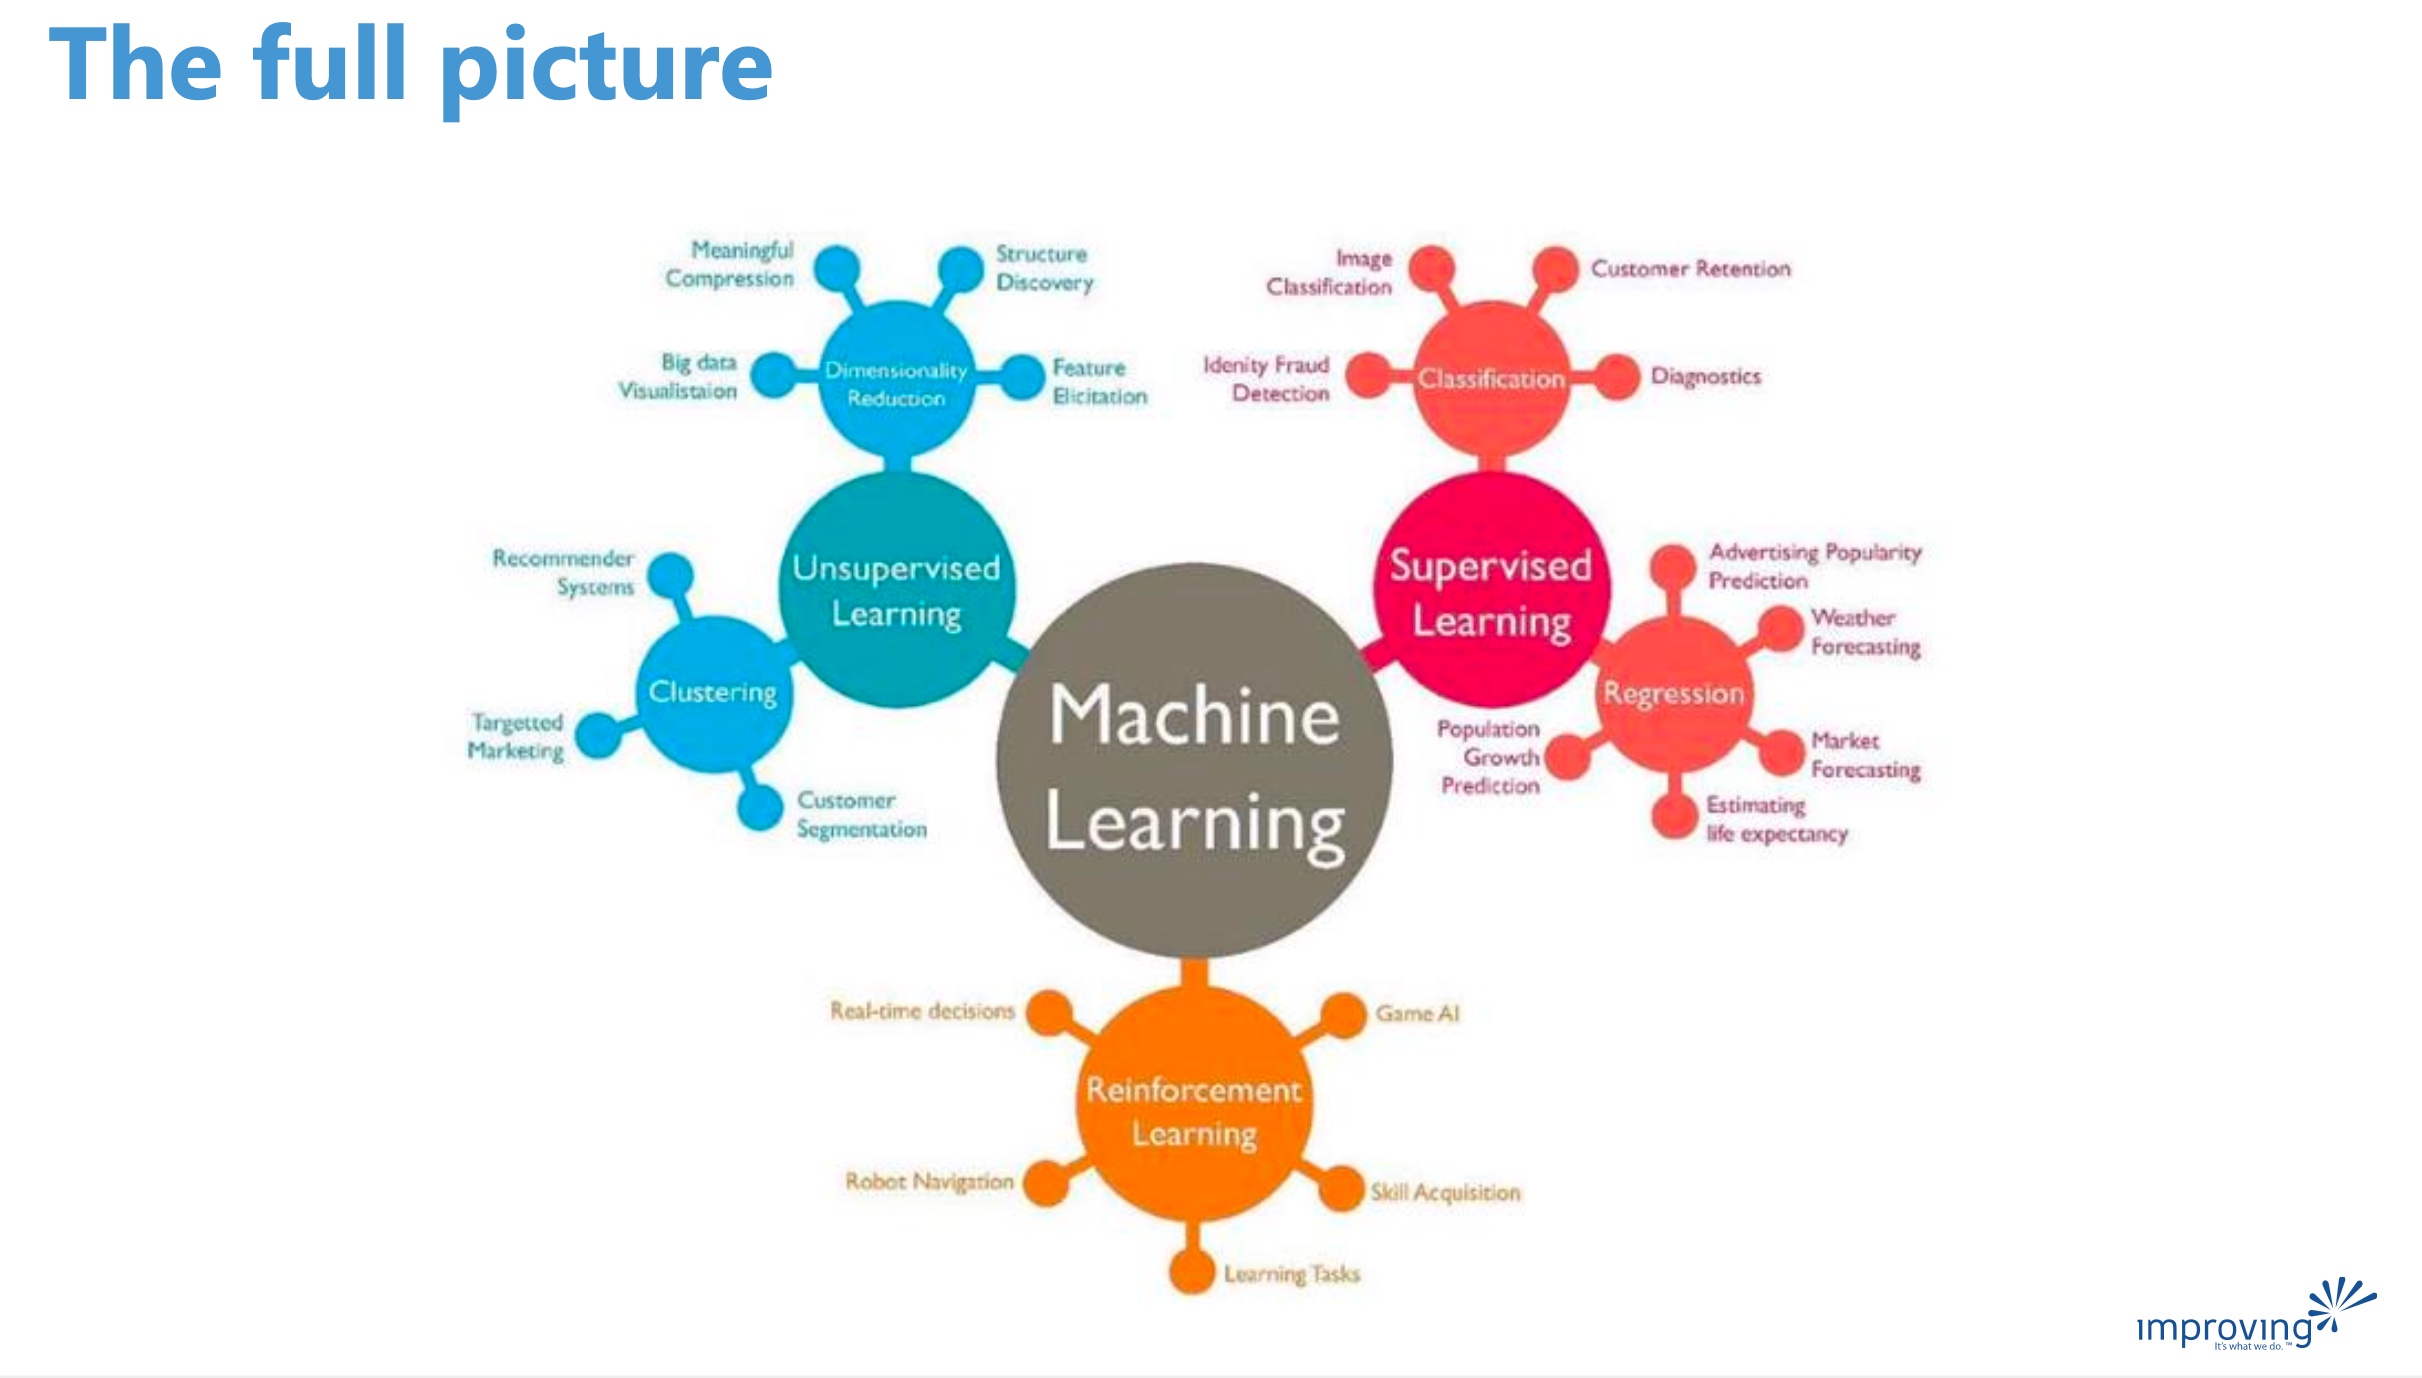 The full picture
Meaningful
Compression
Structure
Discovery
Big data
Visualistaion
Dimensionality
Reduction
Feature
Elicitation
Image
Classification
Customer Retention
Idenity Fraud
Detection
Classification
Diagnostics
Recommender
Systems
Unsupervised
Learning
Clustering
Targetted
Marketing
Customer
Segmentation
Supervised
Learning
Advertising Popularity
Prediction
Weather
Forecasting
Regression
Population
Growth
Prediction
Market
Forecasting
Estimating
life expectancy
Machine
Learning
Real-time decisions
Game AI
Reinforcement
Learning
Robot Navigation
Skill Acquisition
Learning Tasks
improving
It's what we do.™